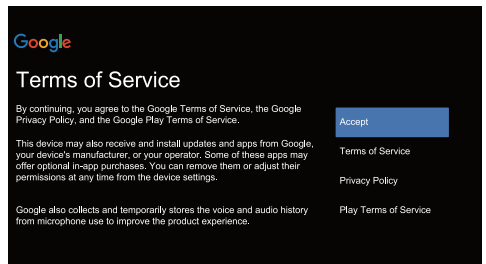 Google
Terms of Service
By continuing, you agree to the Google Terms of Service, the Google
Privacy Policy, and the Google Play Terms of Service.
This device may also receive and install updates and apps from Google,
your device's manufacturer, or your operator. Some of these apps may
offer optional in-app purchases. You can remove them or adjust their
permissions at any time from the device settings.
Google also collects and temporarily stores the voice and audio history
from microphone use to improve the product experience.
Accept
Terms of Service
Privacy Policy
Play Terms of Service